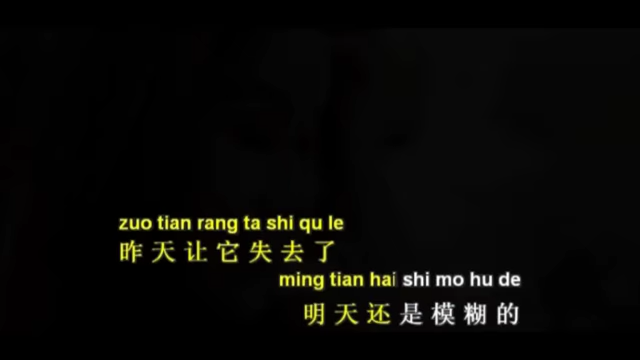 zuo tian rang ta shi qu le
昨天让它失去了
ming tian hai shi mo hu de
明天还是模糊的